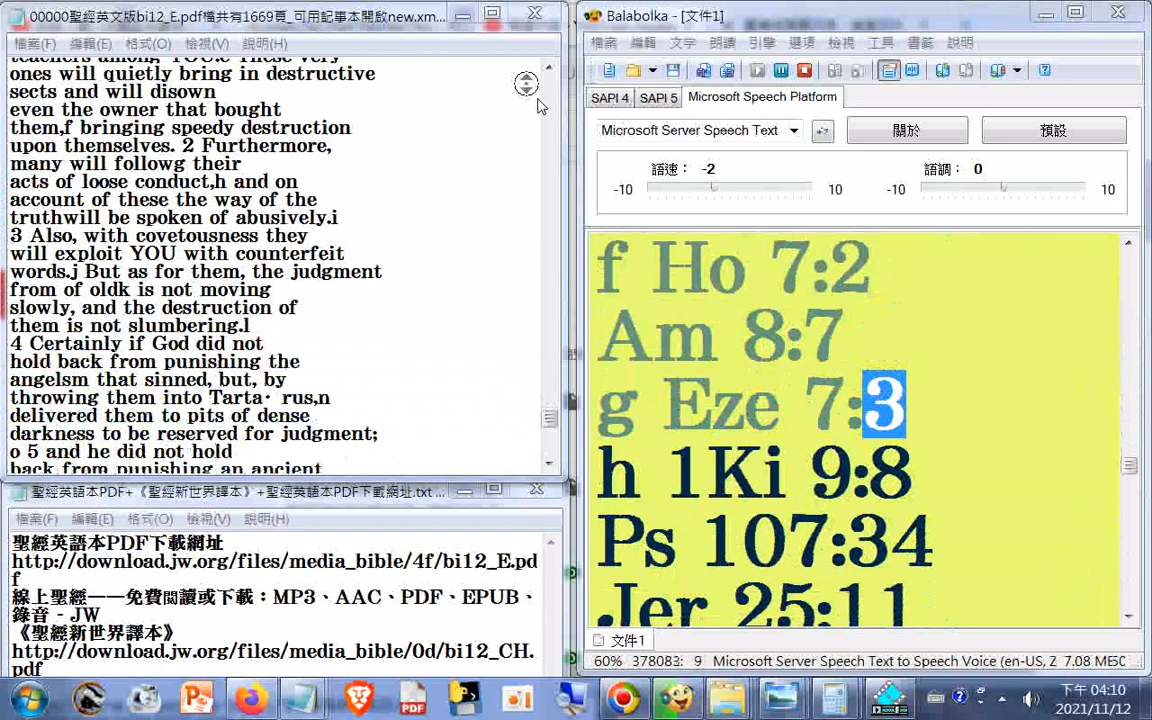 00000聖經英文版bi12_E.pdf檔共有1669頁_可用記事本開啟new.xm...
檔案(F) 編輯(E) 格式(O) 檢視(V) 說明(H)
teachers among YOU.c These very
ones will quietly bring in destructive
sects and will disown
even the owner that bought
them,f bringing speedy destruction
upon themselves. 2 Furthermore,
many will followg their
acts of loose conduct,h and on
account of these the way of the
truthwill be spoken of abusively.i
3 Also, with covetousness they
will exploit YOU with counterfeit
words.j But as for them, the judgment
from of oldk is not moving
slowly, and the destruction of
them is not slumbering.l
4 Certainly if God did not
hold back from punishing the
angelsm that sinned, but, by
throwing them into Tarta· rus,n
delivered them to pits of dense
darkness to be reserved for judgment;
o 5 and he did not hold
back from punishing an ancient
聖經英語本PDF+《聖經新世界譯本》+聖經英語本PDF下載網址.txt ...
檔案(F) 編輯(E) 格式(O) 檢視(V) 說明(H)
聖經英語本PDF下載網址
http://download.jw.org/files/media_bible/4f/bi12_E.pd
f
線上聖經——免費閱讀或下載：MP3、AAC、PDF、EPUB、
錄音 - JW
《聖經新世界譯本》
http://download.jw.org/files/media_bible/0d/bi12_CH.
pdf
Balabolka - [文件1]
檔案 編輯 文字 朗讀 引擎 選項 檢視 工具 書籤 說明
SAPI 4 SAPI 5 Microsoft Speech Platform
Microsoft Server Speech Text 關於 預設
語速： -2 語調： 0
-10 10 -10 10
f Ho 7:2
Am 8:7
g Eze 7:3
h 1Ki 9:8
Ps 107:34
Jer 25:11
文件1
60% 378083: 9 Microsoft Server Speech Text to Speech Voice (en-US, Z 7.08 ME50
下午 04:10
2021/11/12